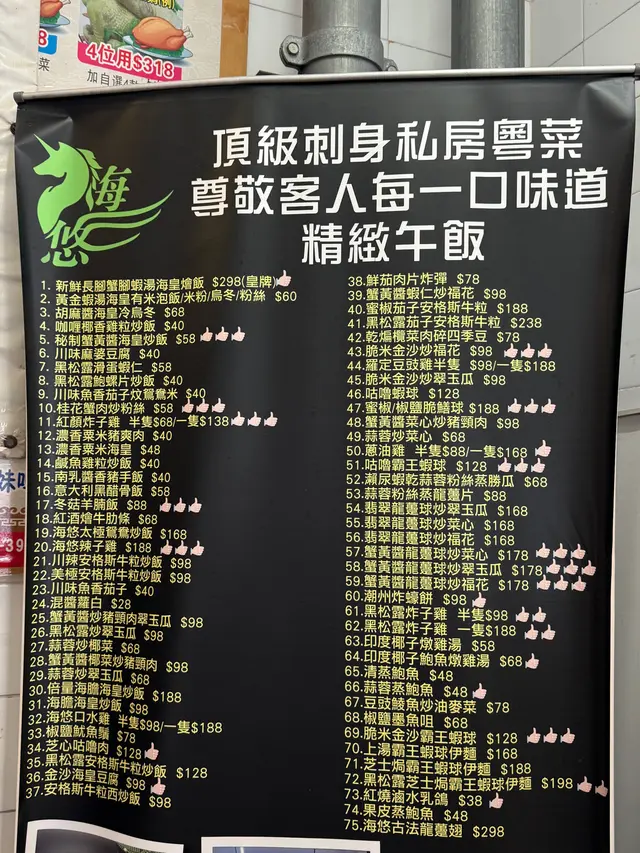 8
菜
4位用$318
海悠
頂級刺身私房粵菜
尊敬客人每一口味道
精緻午飯
1. 新鮮長腳蟹腳蝦湯海皇燴飯 $298(皇牌)
2. 黃金蝦湯海皇有米泡飯/米粉/烏冬/粉絲 $60
3. 胡麻醬海皇冷烏冬 $68
4. 咖喱椰香雞粒炒飯 $40
5. 秘制蟹黃醬海皇炒飯 $58
6. 川味麻婆豆腐 $40
7. 黑松露滑蛋蝦仁 $58
8. 黑松露鮑螺片炒飯 $40
9. 川味魚香茄子炆鴛鴦米 $40
10. 桂花蟹肉炒粉絲 $58
11. 紅顏炸子雞 半隻$68/一隻$138
12. 濃香粟米豬爽肉 $40
13. 濃香粟米海皇 $48
14. 鹹魚雞粒炒飯 $40
15. 南乳醬香豬手飯 $40
16. 意大利黑醋骨飯 $58
17. 冬菇羊腩飯 $88
18. 紅酒燴牛肋條 $68
19. 海悠太極鴛鴦炒飯 $168
20. 海悠辣子雞 $188
21. 川辣安格斯牛粒炒飯 $98
22. 美極安格斯牛粒炒飯 $98
23. 川味魚香茄子 $40
24. 混醬蘿白 $28
25. 蟹黃醬炒豬頸肉翠玉瓜 $98
26. 黑松露炒翠玉瓜 $98
27. 蒜蓉炒椰菜 $68
28. 蟹黃醬椰菜炒豬頸肉 $98
29. 蒜蓉炒翠玉瓜 $68
30. 倍量海膽海皇炒飯 $188
31. 海膽海皇炒飯 $98
32. 海悠口水雞 半隻$98/一隻$188
33. 椒鹽魷魚鬚 $78
34. 芝心咕嚕肉 $128
35. 黑松露安格斯牛粒炒飯 $128
36. 金沙海皇豆腐 $98
37. 安格斯牛粒西炒飯 $98
38. 鮮茄肉片炸彈 $78
39. 蟹黃醬蝦仁炒福花 $98
40. 蜜椒茄子安格斯牛粒 $188
41. 黑松露茄子安格斯牛粒 $238
42. 乾煸欖菜肉碎四季豆 $78
43. 脆米金沙炒福花 $98
44. 羅定豆豉雞半隻 $98/一隻$188
45. 脆米金沙炒翠玉瓜 $98
46. 咕嚕蝦球 $128
47. 蜜椒/椒鹽脆鱔球 $188
48. 蟹黃醬菜心炒豬頸肉 $98
49. 蒜蓉炒菜心 $68
50. 蔥油雞 半隻$88/一隻$168
51. 咕嚕霸王蝦球 $128
52. 瀨尿蝦乾蒜蓉粉絲蒸勝瓜 $68
53. 蒜蓉粉絲蒸龍躉片 $88
54. 翡翠龍躉球炒翠玉瓜 $168
55. 翡翠龍躉球炒菜心 $168
56. 翡翠龍躉球炒福花 $168
57. 蟹黃醬龍躉球炒菜心 $178
58. 蟹黃醬龍躉球炒翠玉瓜 $178
59. 蟹黃醬龍躉球炒福花 $178
60. 潮州炸蠔餅 $98
61. 黑松露炸子雞 半隻$98
62. 黑松露炸子雞 一隻$188
63. 印度椰子燉雞湯 $58
64. 印度椰子鮑魚燉雞湯 $68
65. 清蒸鮑魚 $48
66. 蒜蓉蒸鮑魚 $48
67. 豆豉鯪魚炒油麥菜 $78
68. 椒鹽墨魚咀 $68
69. 脆米金沙霸王蝦球 $128
70. 上湯霸王蝦球伊麵 $168
71. 芝士焗霸王蝦球伊麵 $188
72. 黑松露芝士焗霸王蝦球伊麵 $198
73. 紅燒滷水乳鴿 $38
74. 果皮蒸鮑魚 $48
75. 海悠古法龍躉翅 $298